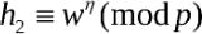 h₂ ≡ w^η (mod p)